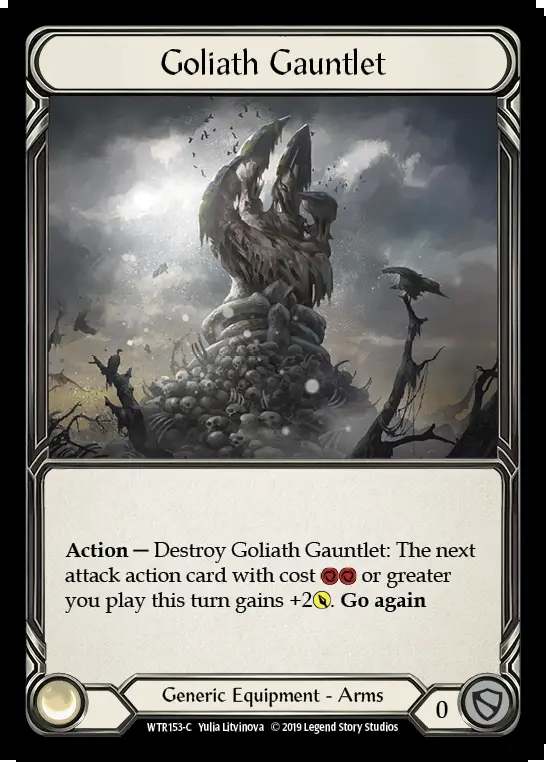 Goliath Gauntlet
Action — Destroy Goliath Gauntlet: The next
attack action card with cost or greater
you play this turn gains +2. Go again
Generic Equipment - Arms
0
WTR153-C Yulia Litvinova © 2019 Legend Story Studios